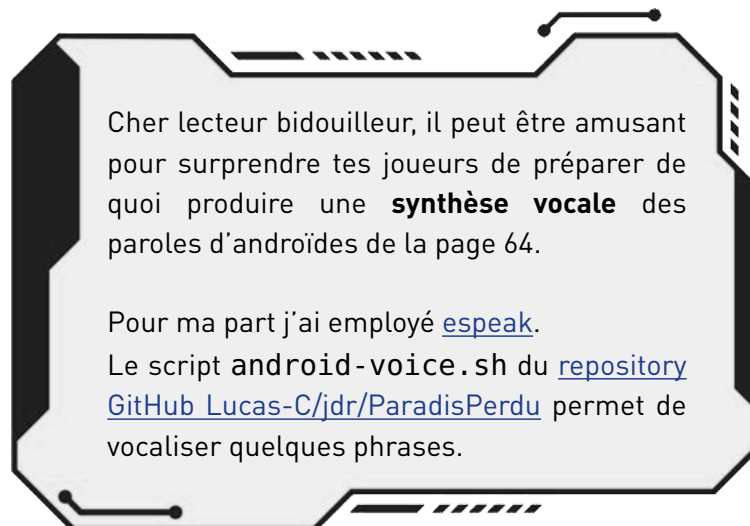 Cher lecteur bidouilleur, il peut être amusant
pour surprendre tes joueurs de préparer de
quoi produire une synthèse vocale des
paroles d'androïdes de la page 64.
Pour ma part j'ai employé espeak.
Le script android-voice.sh du repository
GitHub Lucas-C/jdr/ParadisPerdu permet de
vocaliser quelques phrases.